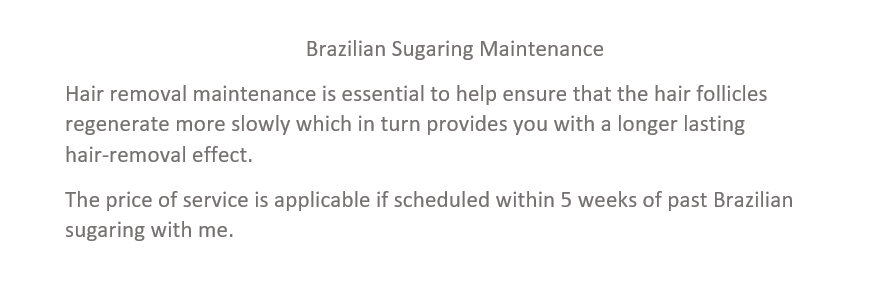 Brazilian Sugaring Maintenance
Hair removal maintenance is essential to help ensure that the hair follicles
regenerate more slowly which in turn provides you with a longer lasting
hair-removal effect.
The price of service is applicable if scheduled within 5 weeks of past Brazilian
sugaring with me.